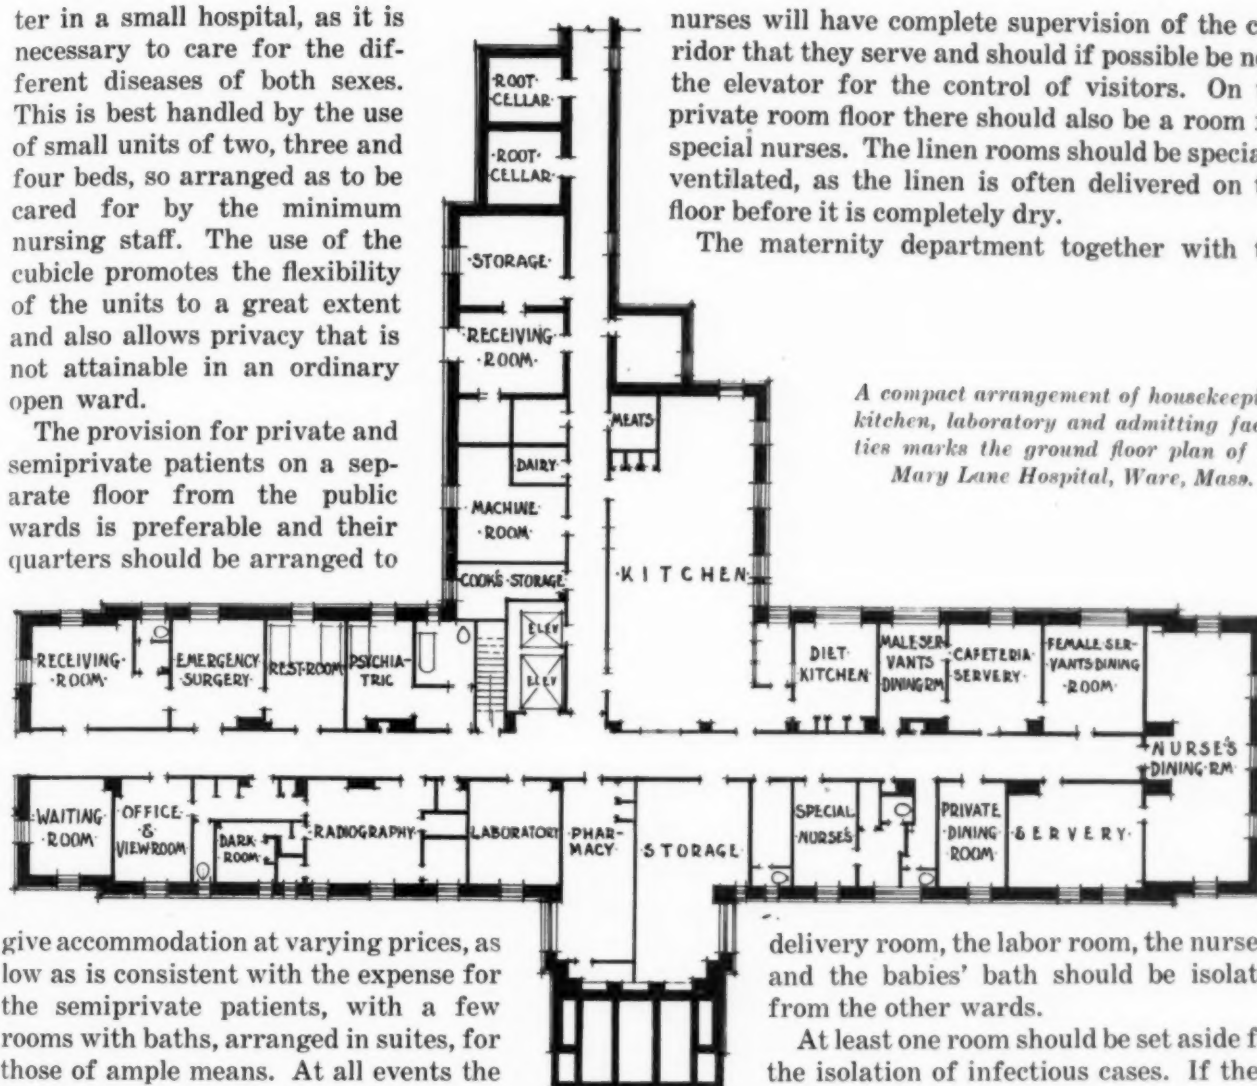 ter in a small hospital, as it is
necessary to care for the dif-
ferent diseases of both sexes.
This is best handled by the use
of small units of two, three and
four beds, so arranged as to be
cared for by the minimum
nursing staff. The use of the
cubicle promotes the flexibility
of the units to a great extent
and also allows privacy that is
not attainable in an ordinary
open ward.
The provision for private and
semiprivate patients on a sep-
arate floor from the public
wards is preferable and their
quarters should be arranged to
give accommodation at varying prices, as
low as is consistent with the expense for
the semiprivate patients, with a few
rooms with baths, arranged in suites, for
those of ample means. At all events the
nurses will have complete supervision of the c
ridor that they serve and should if possible be ne
the elevator for the control of visitors. On t
private room floor there should also be a room f
special nurses. The linen rooms should be specia
ventilated, as the linen is often delivered on t
floor before it is completely dry.
The maternity department together with t
delivery room, the labor room, the nurse
and the babies' bath should be isolat
from the other wards.
At least one room should be set aside f
the isolation of infectious cases. If the
A compact arrangement of housekeepi
kitchen, laboratory and admitting fac
ties marks the ground floor plan of
Mary Lane Hospital, Ware, Mass.
ROOT
CELLAR
ROOT
CELLAR
STORAGE
RECEIVING
ROOM
MEATS
DAIRY
MACHINE
ROOM
COOK'S STORAGE
KITCHEN
ELEV
ELEV
RECEIVING
ROOM
EMERGENCY
SURGERY
REST ROOM
PSYCHIA-
TRIC
DIET
KITCHEN
MALE SER-
VANTS
DINING RM
CAFETERIA
SERVERY
FEMALE SER-
VANTS DINING
ROOM
NURSE'S
DINING RM
WAITING
ROOM
OFFICE
&
VIEW ROOM
DARK
ROOM
RADIOGRAPHY
LABORATORY
PHAR-
MACY
STORAGE
SPECIAL
NURSE'S
PRIVATE
DINING
ROOM
SERVERY